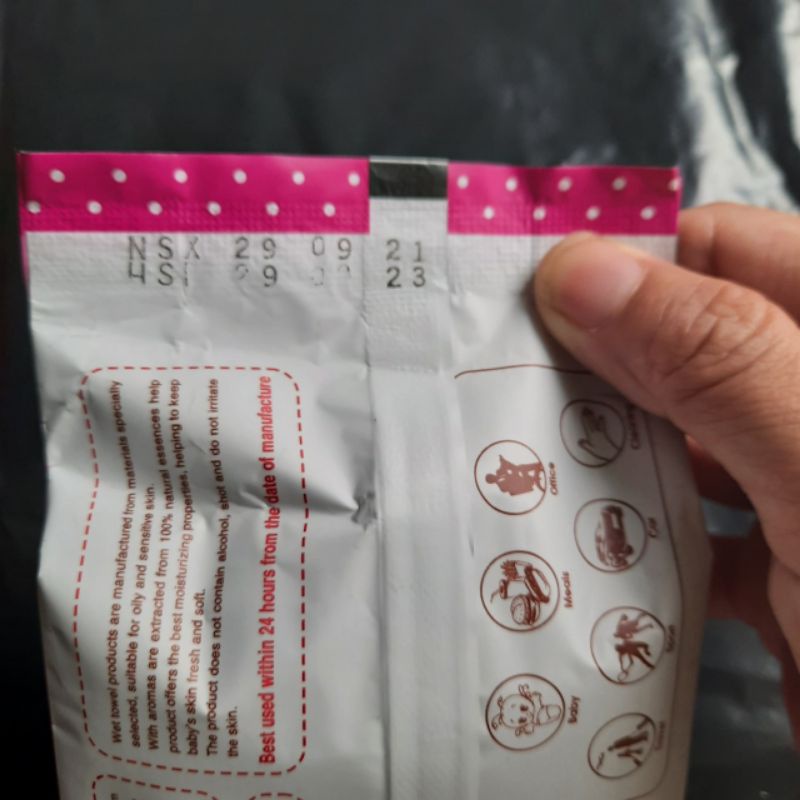 NSX 29 09 21
23
Wet towel products are manufactured from materials specially
selected, suitable for oily and sensitive skin.
With aromas are extracted from 100% natural essences help
product offers the best moisturizing properties, helping to keep
baby's skin fresh and soft.
The product does not contain alcohol, shot and do not irritate
the skin.
Best used within 24 hours from the date of manufacture
Office
Meals
Baby
Car